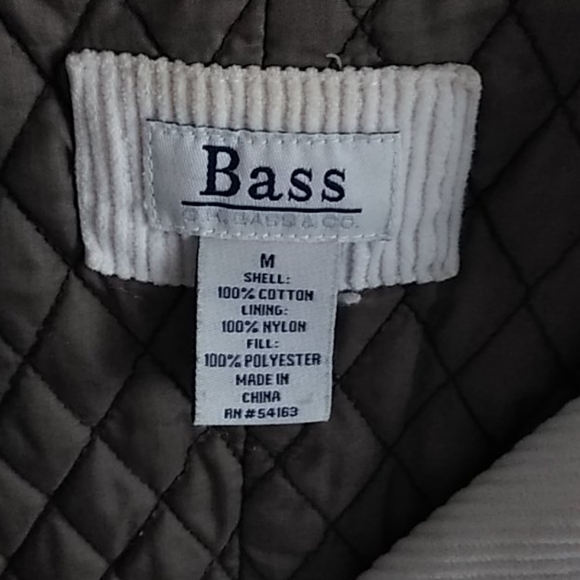 Bass
G.H. BASS & CO.
M
SHELL:
100% COTTON
LINING:
100% NYLON
FILL:
100% POLYESTER
MADE IN
CHINA
RN # 54163